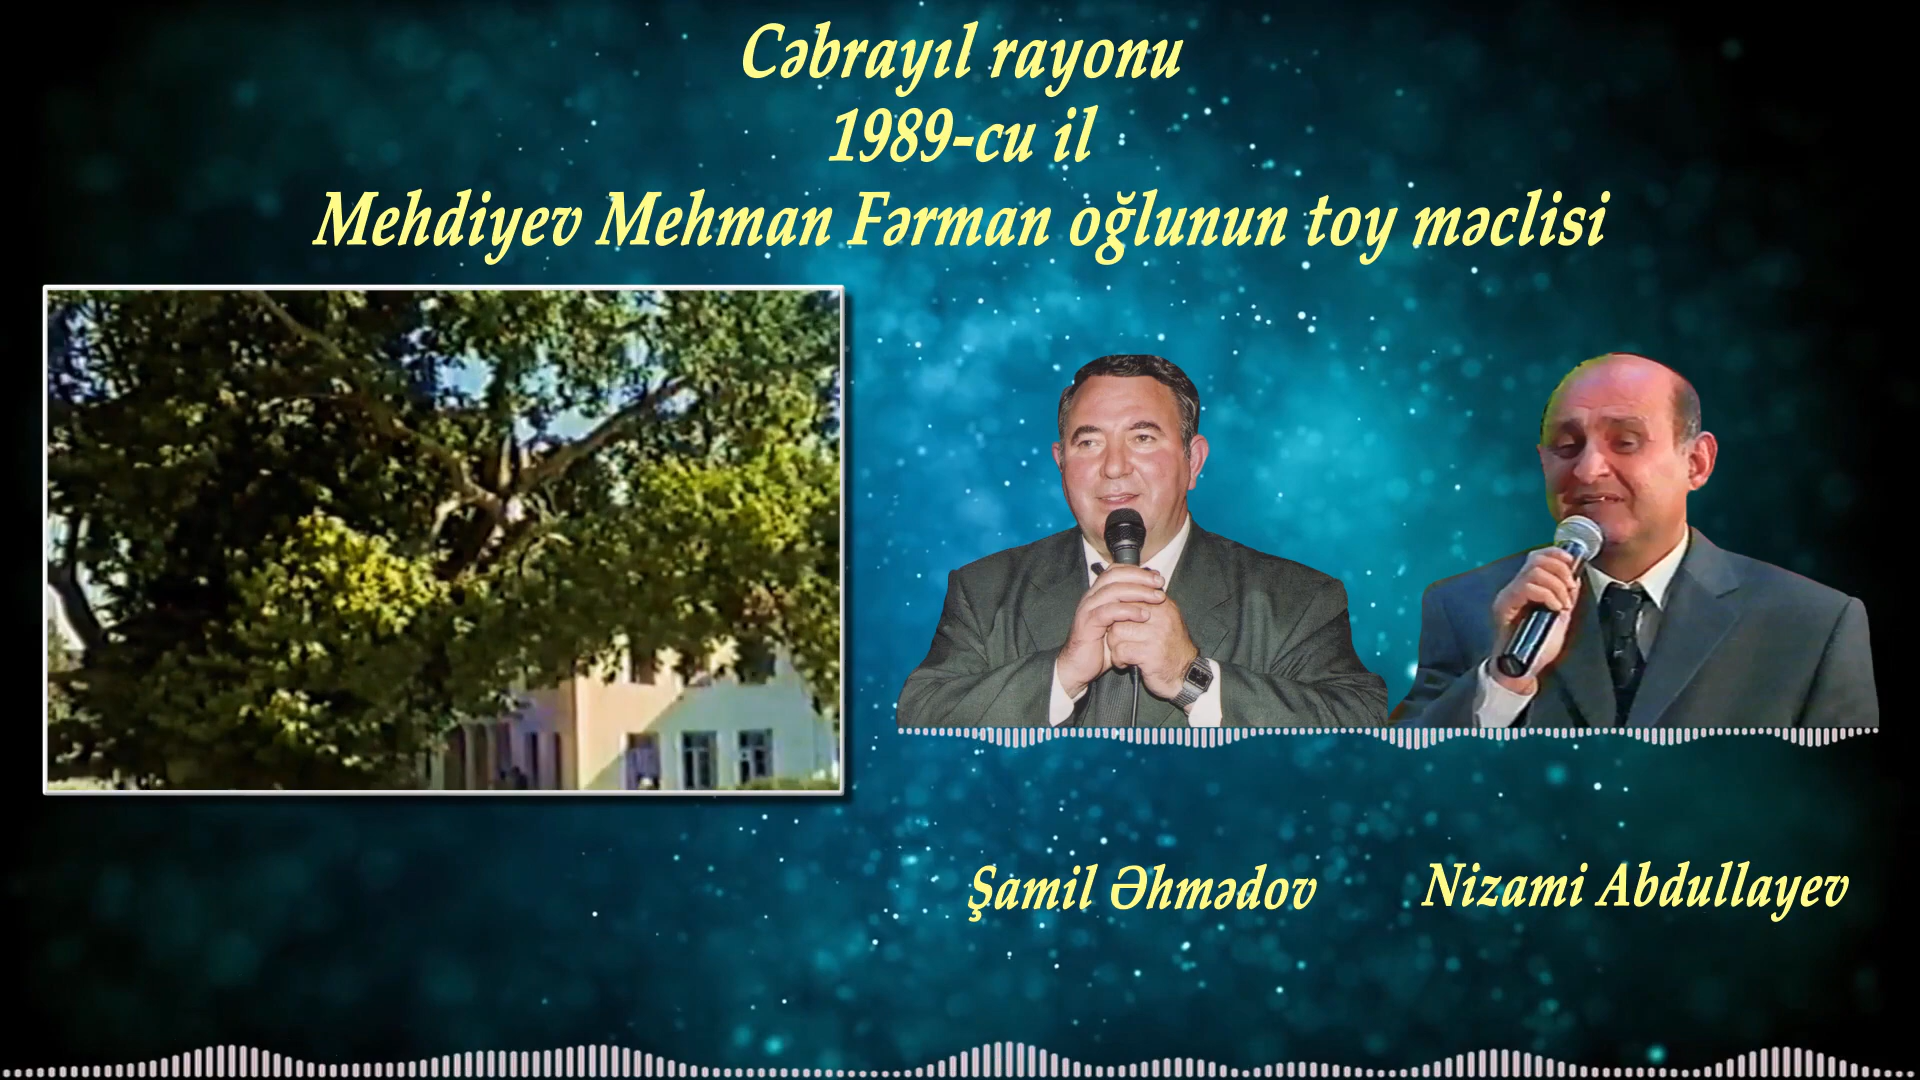 Cəbrayıl rayonu
1989-cu il
Mehdiyev Mehman Fərman oğlunun toy məclisi
Şamil Əhmədov
Nizami Abdullayev